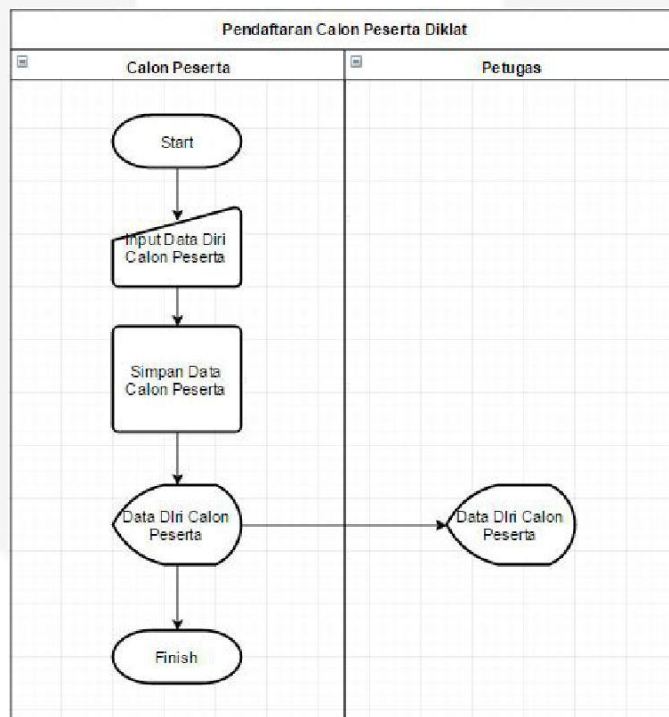 Pendaftaran Calon Peserta Diklat
Calon Peserta
Petugas
Start
Input Data Diri
Calon Peserta
Simpan Data
Calon Peserta
Data DIri Calon
Peserta
Data DIri Calon
Peserta
Finish